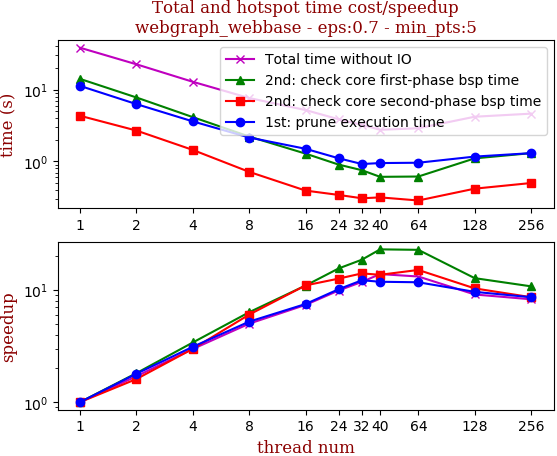 Total and hotspot time cost/speedup
webgraph_webbase - eps:0.7 - min_pts:5
time (s)
10¹
10⁰
Total time without IO
2nd: check core first-phase bsp time
2nd: check core second-phase bsp time
1st: prune execution time
1 2 4 8 16 24 32 40 64 128 256
speedup
10¹
10⁰
1 2 4 8 16 24 32 40 64 128 256
thread num